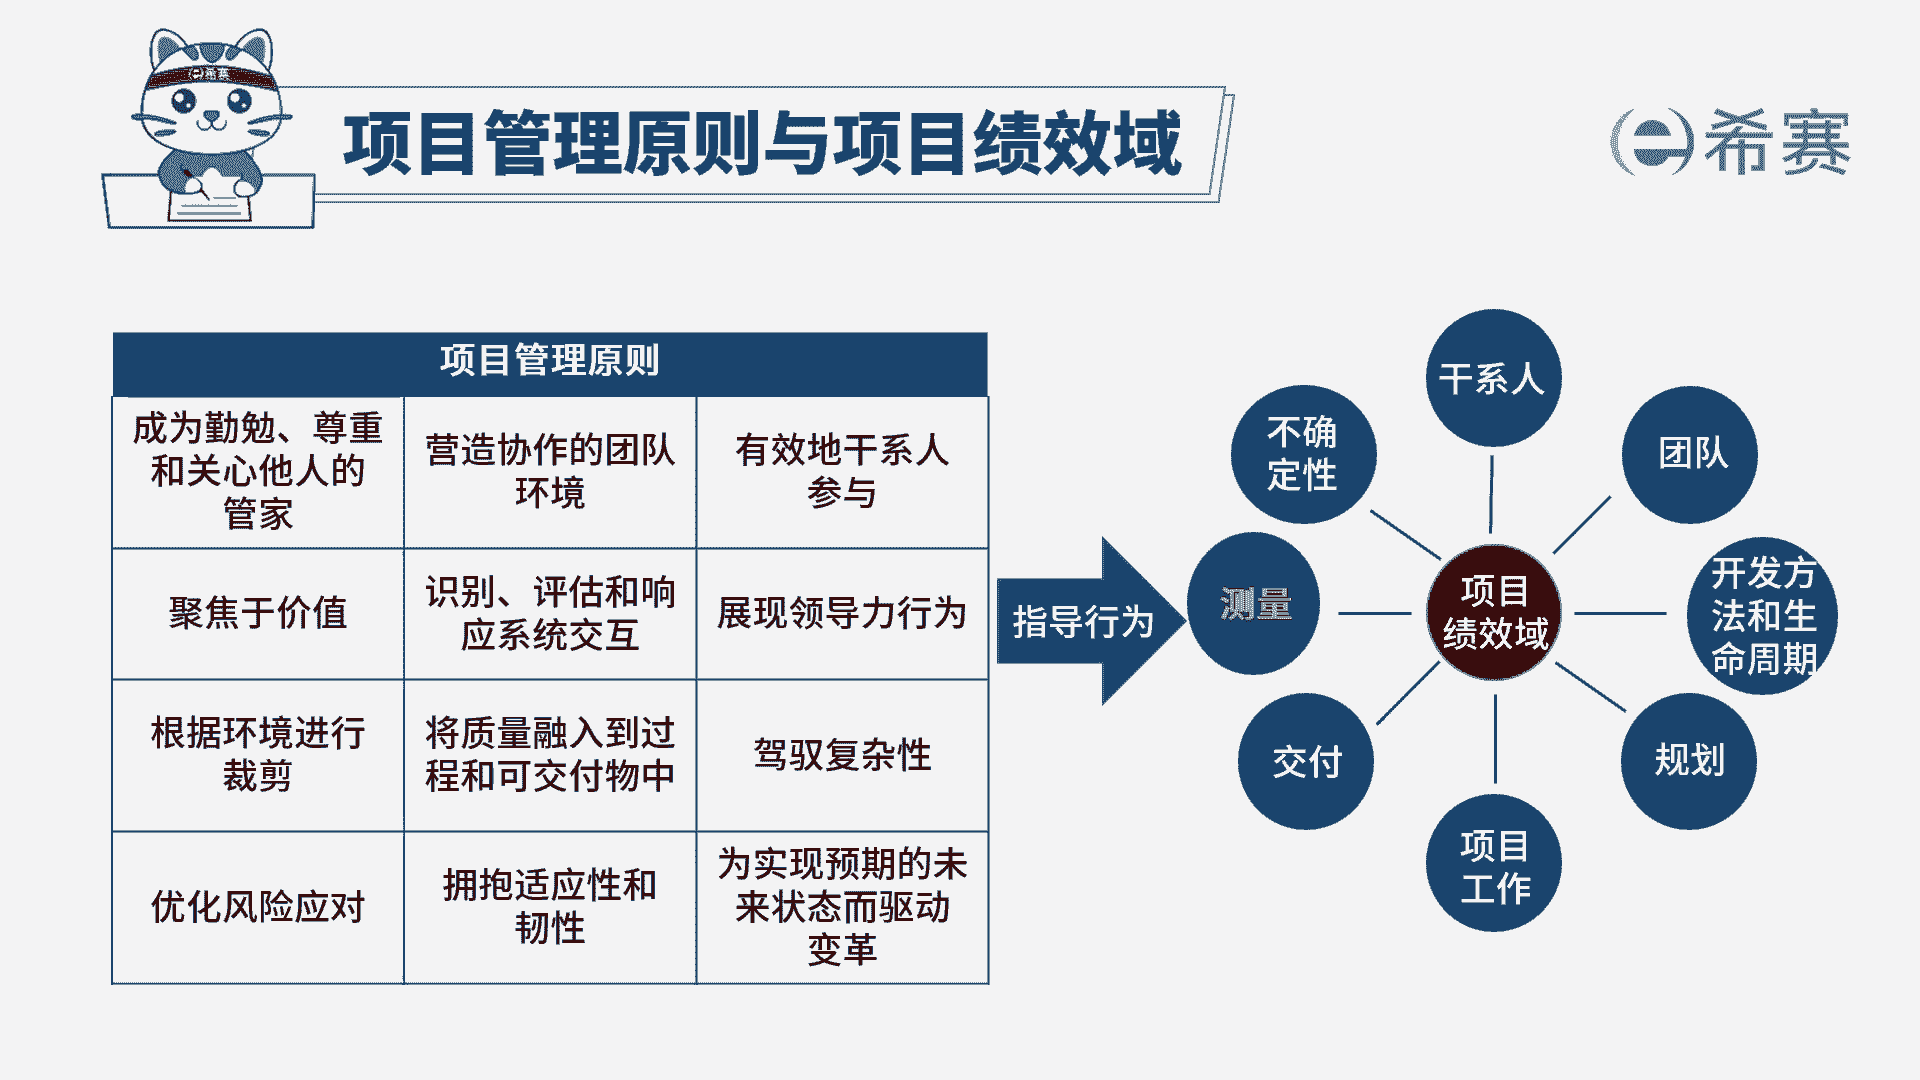 希赛
项目管理原则与项目绩效域
希赛
项目管理原则
成为勤勉、尊重
和关心他人的
管家
营造协作的团队
环境
有效地干系人
参与
聚焦于价值
识别、评估和响
应系统交互
展现领导力行为
根据环境进行
裁剪
将质量融入到过
程和可交付物中
驾驭复杂性
优化风险应对
拥抱适应性和
韧性
为实现预期的未
来状态而驱动
变革
指导行为
干系人
团队
开发方
法和生
命周期
规划
项目
工作
交付
测量
不确
定性
项目
绩效域